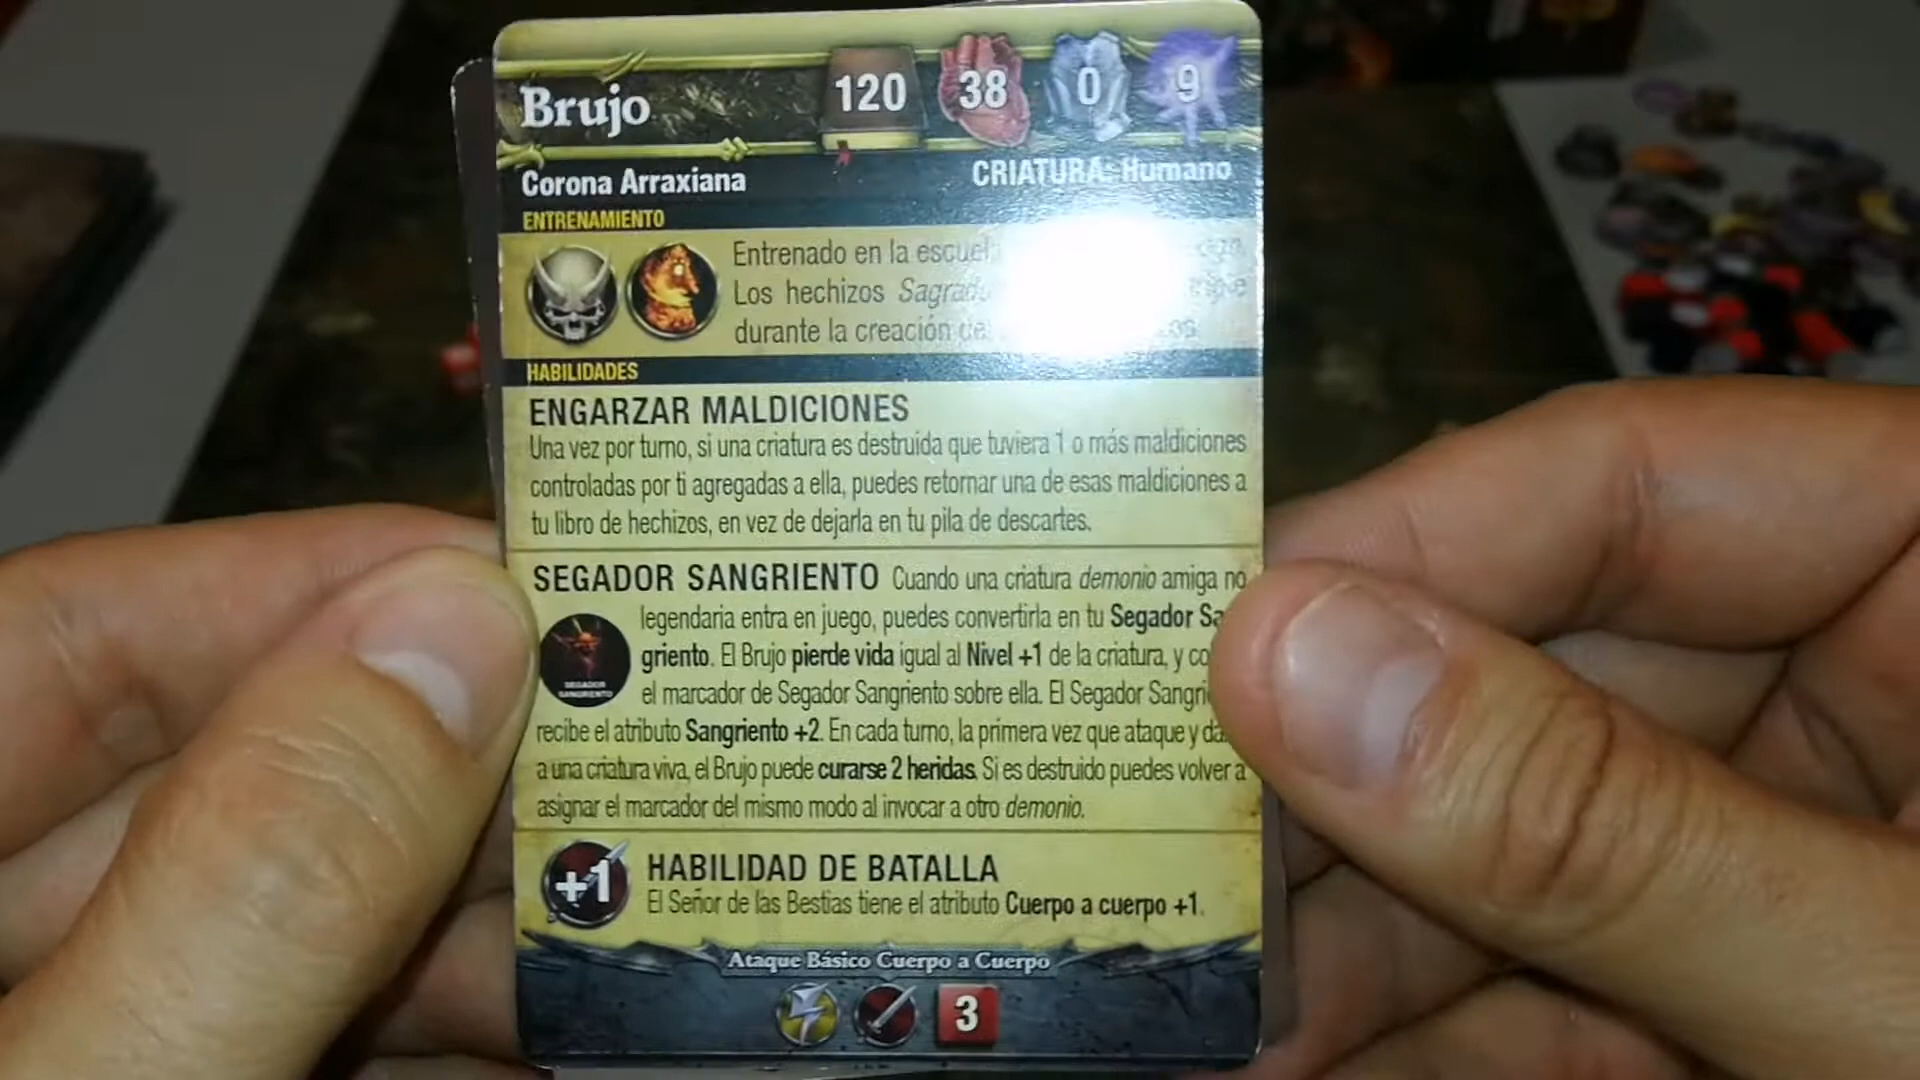 Brujo 120 38 0 9
Corona Arraxiana CRIATURA: Humano
ENTRENAMIENTO
Entrenado en la
Los hechizos
durante la creación
HABILIDADES
ENGARZAR MALDICIONES
Una vez por turno, si una criatura es destruida que tuviera 1 o más maldiciones
controladas por ti agregadas a ella, puedes retornar una de esas maldiciones a
tu libro de hechizos, en vez de dejarla en tu pila de descartes.
SEGADOR SANGRIENTO Cuando una criatura demonio amiga no
legendaria entra en juego, puedes convertirla en tu Segador
griento. El Brujo pierde vida igual al Nivel +1 de la criatura, y
el marcador de Segador Sangriento sobre ella. El Segador
SEGADOR
SANGRIENTO
recibe el atributo Sangriento +2. En cada turno, la primera vez que ataque y
a una criatura viva, el Brujo puede curarse 2 heridas. Si es destruido puedes volver a
asignar el marcador del mismo modo al invocar a otro demonio.
+1 HABILIDAD DE BATALLA
El Señor de las Bestias tiene el atributo Cuerpo a cuerpo +1.
Ataque Básico Cuerpo a Cuerpo
3